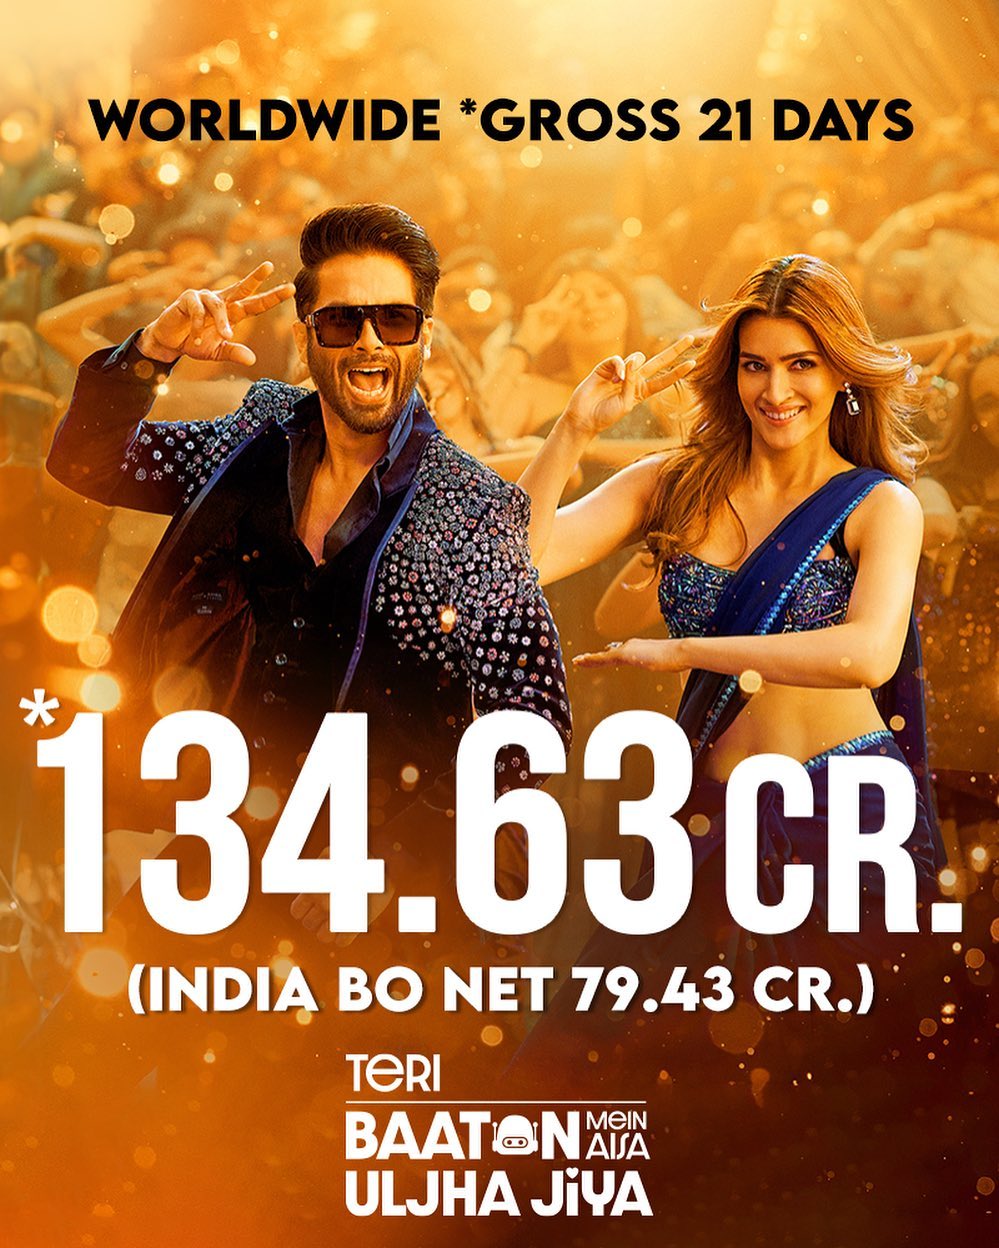 WORLDWIDE *GROSS 21 DAYS
*134.63 CR.
(INDIA BO NET 79.43 CR.)
TeRI
BAATON MeIN AISA
ULJHA JiYA